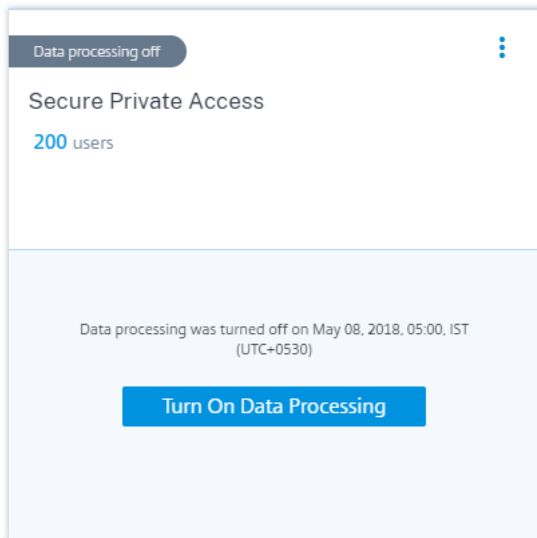 Data processing off
Secure Private Access
200 users
Data processing was turned off on May 08, 2018, 05:00, IST
(UTC+0530)
Turn On Data Processing